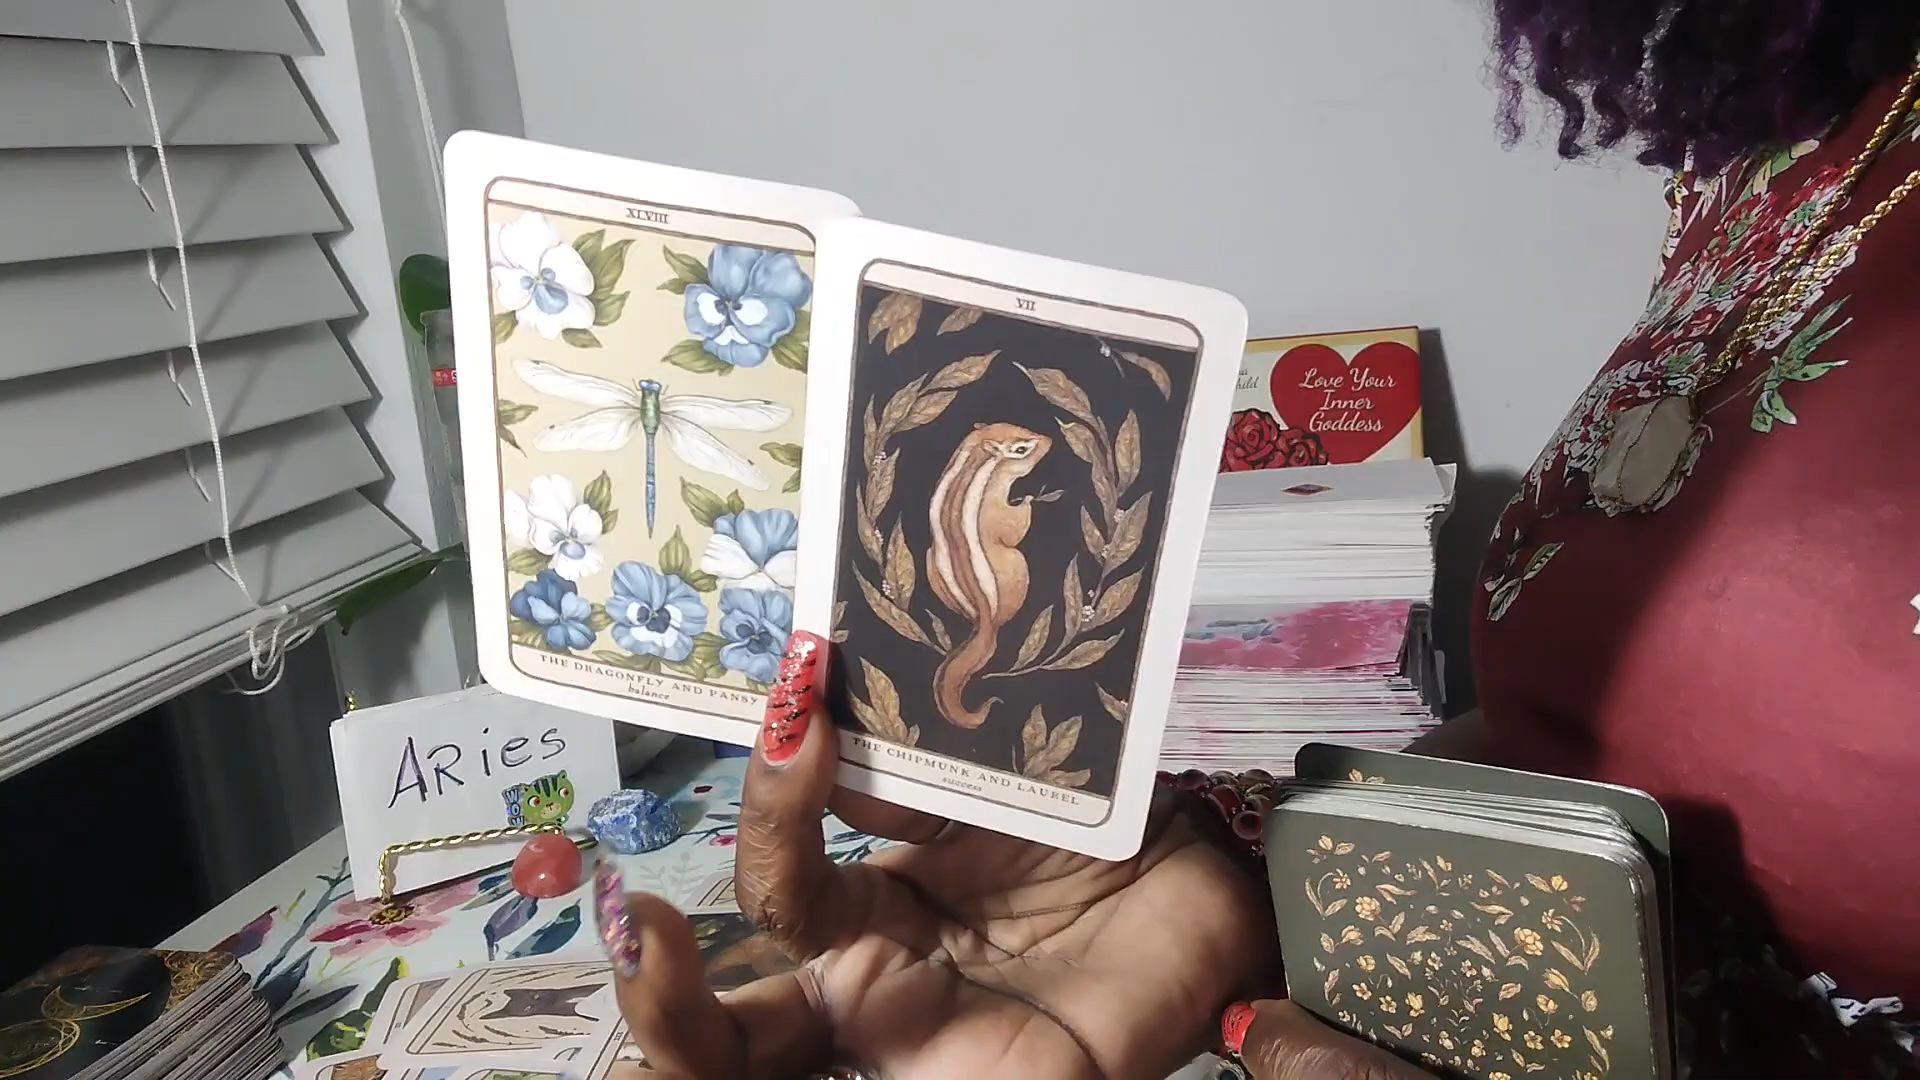 XLVIII
THE DRAGONFLY AND PANSY
balance
VII
THE CHIPMUNK AND LAUREL
success
Love Your
Inner
Goddess
ARies